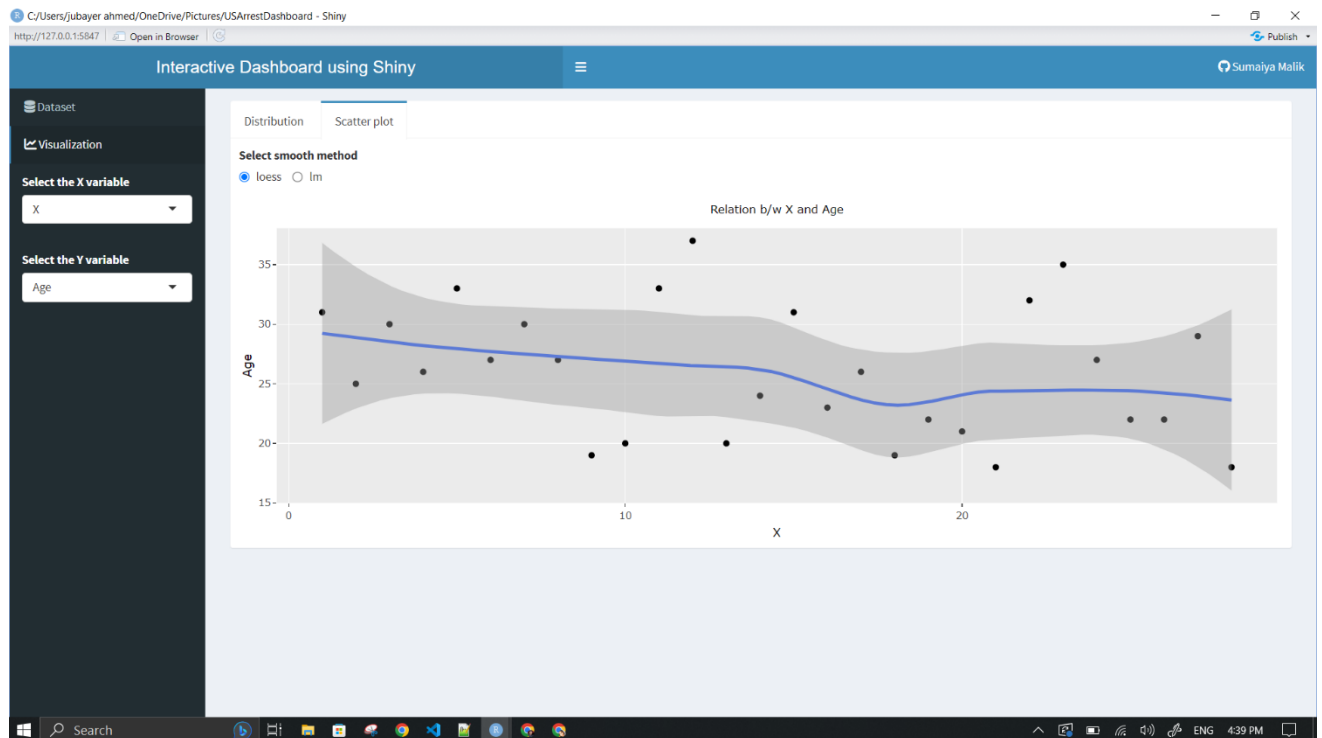 C:/Users/jubayer ahmed/OneDrive/Pictures/USArrestDashboard - Shiny
http://127.0.0.1:5847 Open in Browser Publish
Interactive Dashboard using Shiny Sumaiya Malik
Dataset
Visualization
Select the X variable
X
Select the Y variable
Age
Distribution Scatter plot
Select smooth method
loess lm
Relation b/w X and Age
Age
35
30
25
20
15
0 10 20
X
Search ENG 4:39 PM